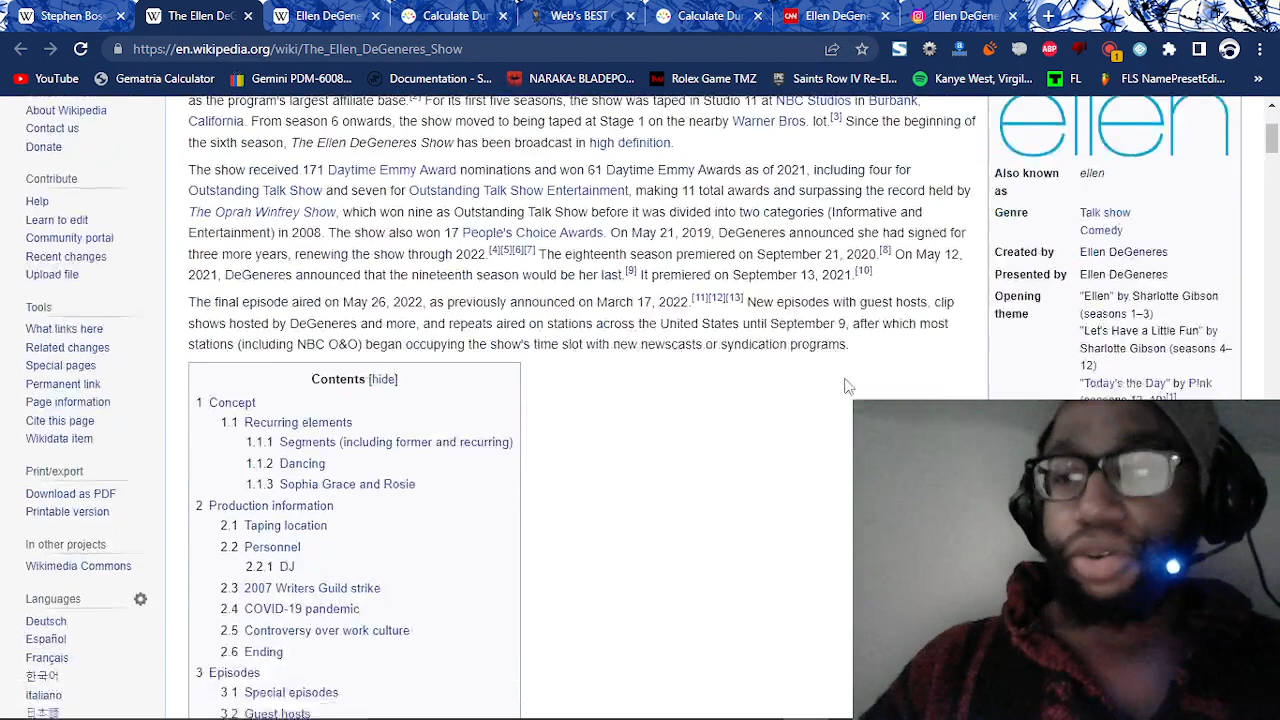 Stephen Boss
The Ellen DeG
Ellen DeGene
Calculate Dur
Web's BEST
Calculate Dur
CNN
Ellen DeGene
Ellen DeGene
https://en.wikipedia.org/wiki/The_Ellen_DeGeneres_Show
ABP
1
YouTube
Gematria Calculator
Gemini PDM-6008...
Documentation - S...
NARAKA: BLADEPO...
Rolex Game TMZ
Saints Row IV Re-El...
Kanye West, Virgil...
FL
FLS NamePresetEdit...
»
About Wikipedia
Contact us
Donate
Contribute
Help
Learn to edit
Community portal
Recent changes
Upload file
Tools
What links here
Related changes
Special pages
Permanent link
Page information
Cite this page
Wikidata item
Print/export
Download as PDF
Printable version
In other projects
Wikimedia Commons
Languages
Deutsch
Español
Français
한국어
Italiano
日本語
as the program's largest affiliate base.[2] For its first five seasons, the show was taped in Studio 11 at NBC Studios in Burbank,
California. From season 6 onwards, the show moved to being taped at Stage 1 on the nearby Warner Bros. lot.[3] Since the beginning of
the sixth season, The Ellen DeGeneres Show has been broadcast in high definition.
The show received 171 Daytime Emmy Award nominations and won 61 Daytime Emmy Awards as of 2021, including four for
Outstanding Talk Show and seven for Outstanding Talk Show Entertainment, making 11 total awards and surpassing the record held by
The Oprah Winfrey Show, which won nine as Outstanding Talk Show before it was divided into two categories (Informative and
Entertainment) in 2008. The show also won 17 People's Choice Awards. On May 21, 2019, DeGeneres announced she had signed for
three more years, renewing the show through 2022.[4][5][6][7] The eighteenth season premiered on September 21, 2020.[8] On May 12,
2021, DeGeneres announced that the nineteenth season would be her last.[9] It premiered on September 13, 2021.[10]
The final episode aired on May 26, 2022, as previously announced on March 17, 2022.[11][12][13] New episodes with guest hosts, clip
shows hosted by DeGeneres and more, and repeats aired on stations across the United States until September 9, after which most
stations (including NBC O&O) began occupying the show's time slot with new newscasts or syndication programs.
Contents [hide]
1 Concept
1.1 Recurring elements
1.1.1 Segments (including former and recurring)
1.1.2 Dancing
1.1.3 Sophia Grace and Rosie
2 Production information
2.1 Taping location
2.2 Personnel
2.2.1 DJ
2.3 2007 Writers Guild strike
2.4 COVID-19 pandemic
2.5 Controversy over work culture
2.6 Ending
3 Episodes
3.1 Special episodes
3.2 Guest hosts
ellen
Also known as ellen
Genre Talk show
Comedy
Created by Ellen DeGeneres
Presented by Ellen DeGeneres
Opening theme "Ellen" by Sharlotte Gibson
(seasons 1–3)
"Let's Have a Little Fun" by
Sharlotte Gibson (seasons 4–
12)
"Today's the Day" by P!nk